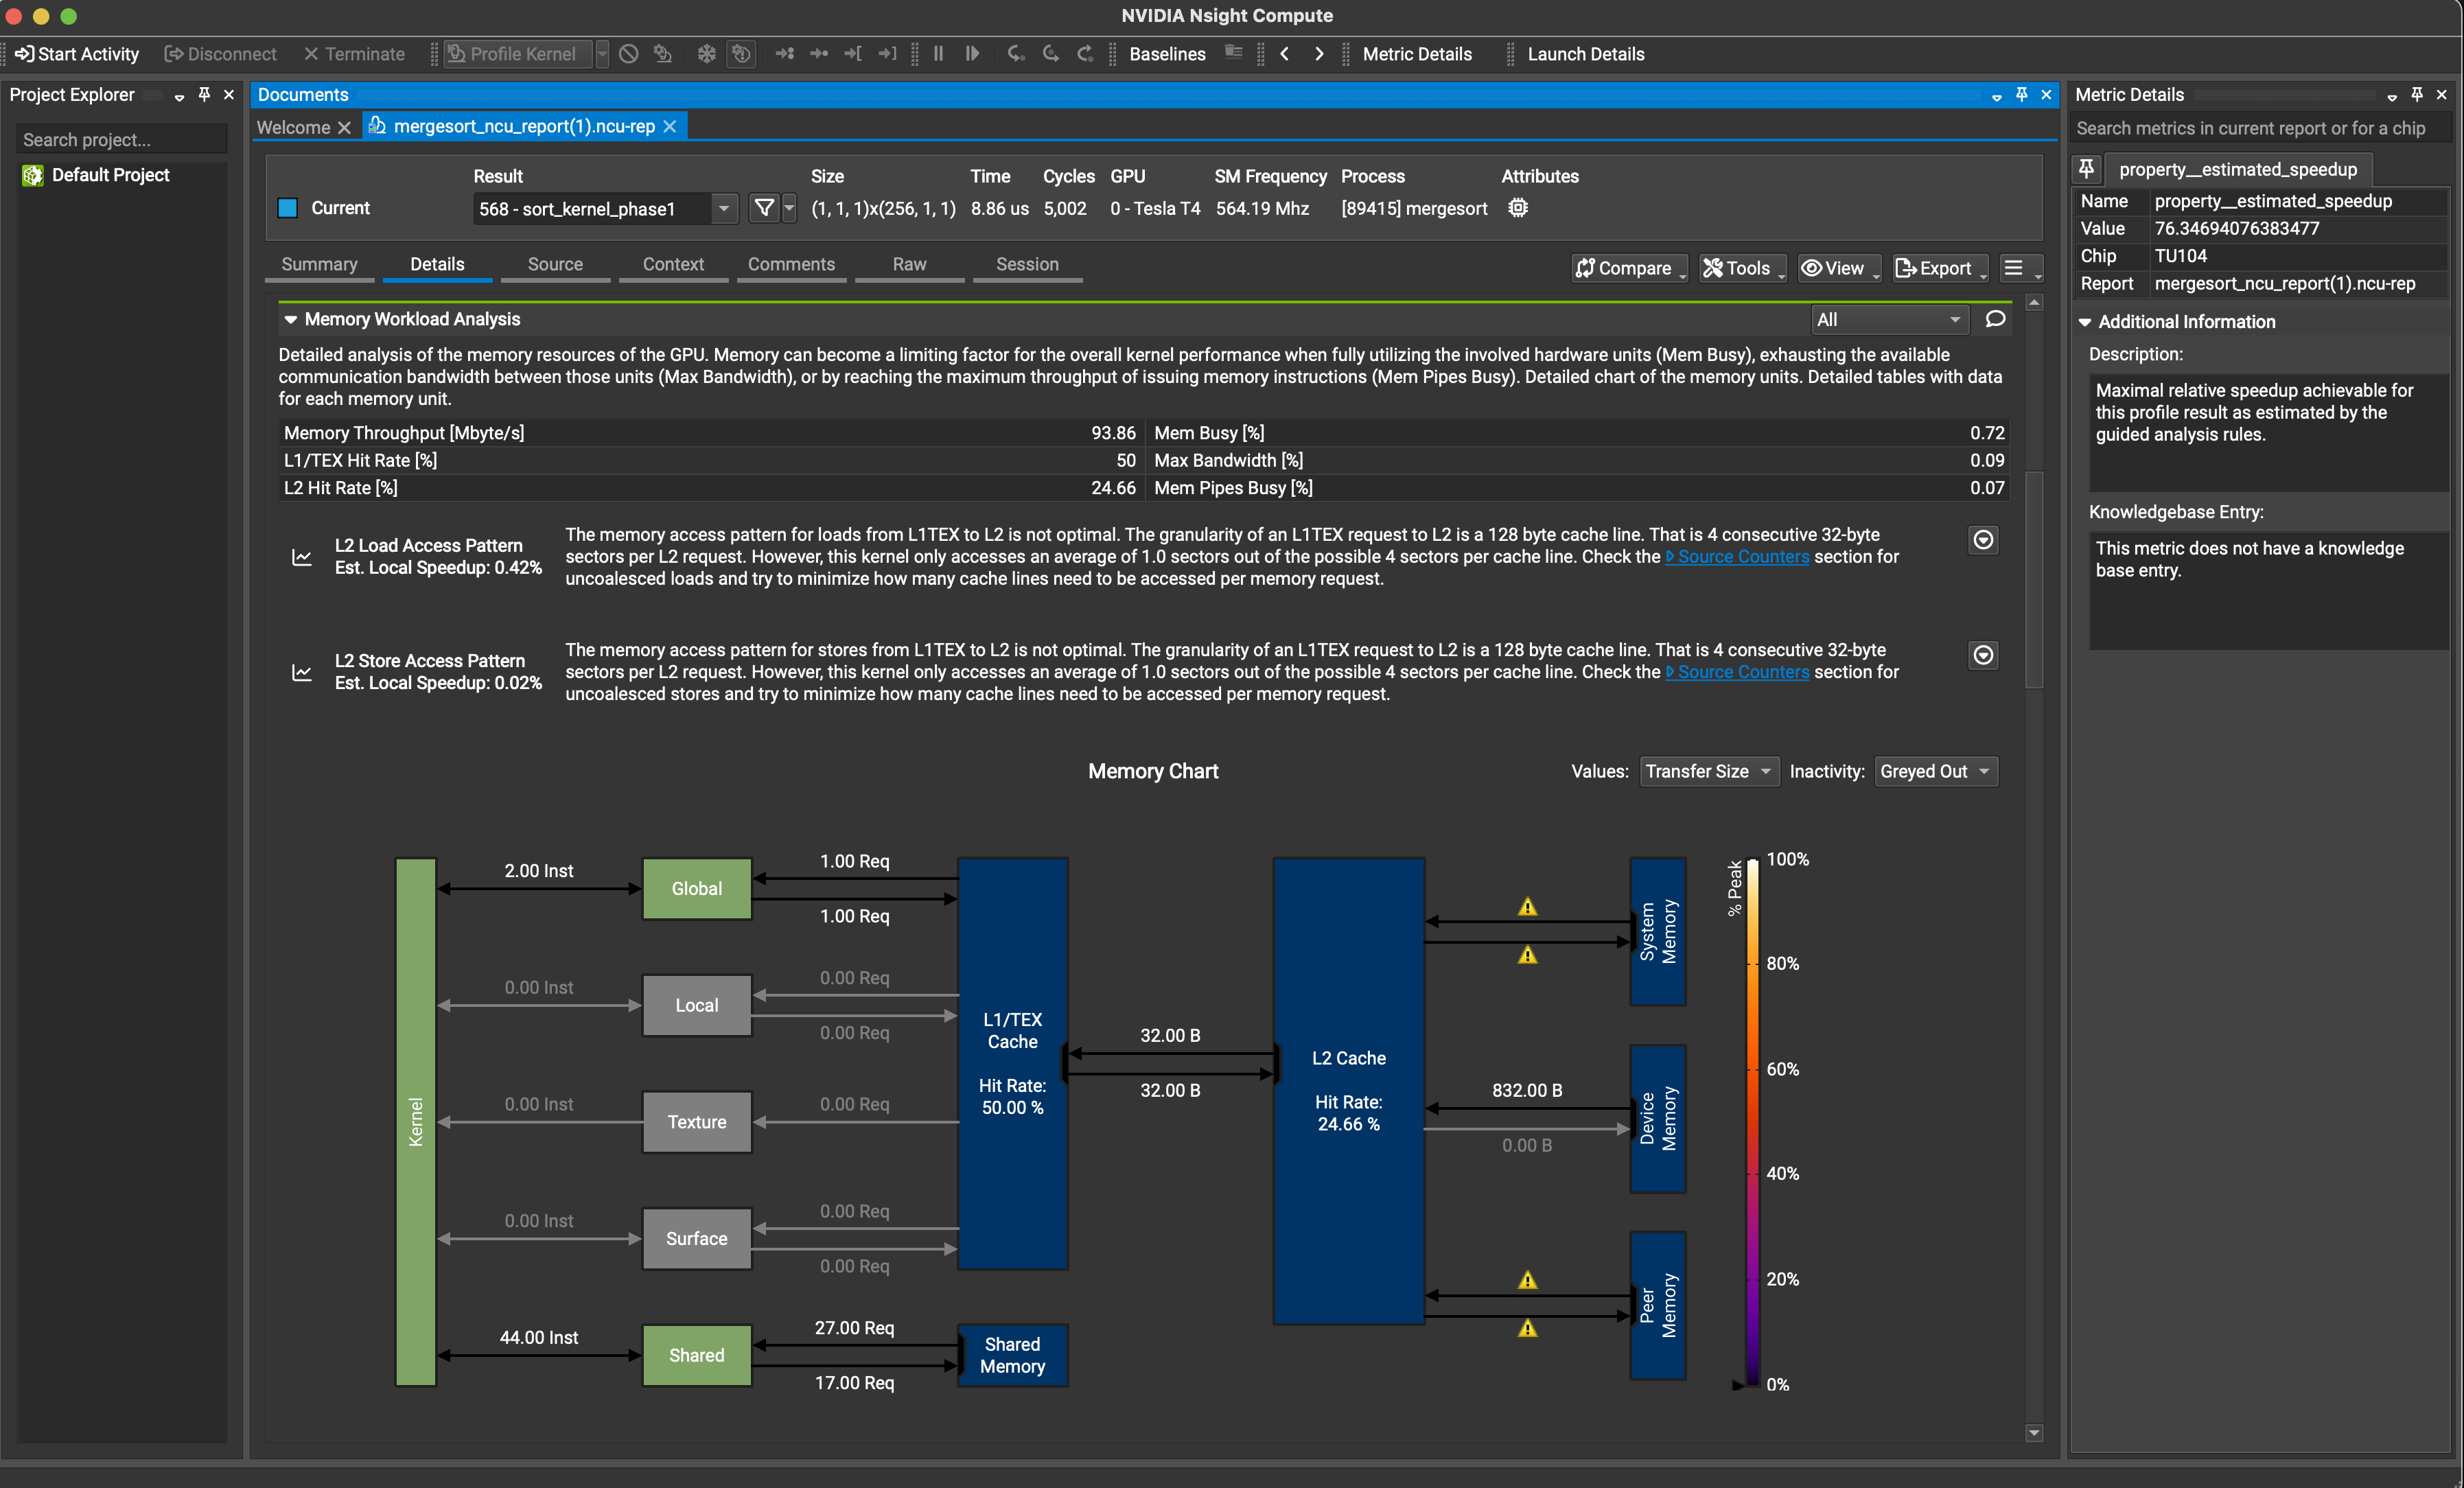 NVIDIA Nsight Compute
Start Activity Disconnect Terminate Profile Kernel Baselines Metric Details Launch Details
Project Explorer
Search project...
Default Project
Documents
Welcome mergesort_ncu_report(1).ncu-rep
Result Size Time Cycles GPU SM Frequency Process Attributes
Current 568 - sort_kernel_phase1 (1, 1, 1)x(256, 1, 1) 8.86 us 5,002 0 - Tesla T4 564.19 Mhz [89415] mergesort
Summary Details Source Context Comments Raw Session Compare Tools View Export
Memory Workload Analysis All
Detailed analysis of the memory resources of the GPU. Memory can become a limiting factor for the overall kernel performance when fully utilizing the involved hardware units (Mem Busy), exhausting the available
communication bandwidth between those units (Max Bandwidth), or by reaching the maximum throughput of issuing memory instructions (Mem Pipes Busy). Detailed chart of the memory units. Detailed tables with data
for each memory unit.
Memory Throughput [Mbyte/s] 93.86 Mem Busy [%] 0.72
L1/TEX Hit Rate [%] 50 Max Bandwidth [%] 0.09
L2 Hit Rate [%] 24.66 Mem Pipes Busy [%] 0.07
L2 Load Access Pattern
Est. Local Speedup: 0.42%
The memory access pattern for loads from L1TEX to L2 is not optimal. The granularity of an L1TEX request to L2 is a 128 byte cache line. That is 4 consecutive 32-byte
sectors per L2 request. However, this kernel only accesses an average of 1.0 sectors out of the possible 4 sectors per cache line. Check the Source Counters section for
uncoalesced loads and try to minimize how many cache lines need to be accessed per memory request.
L2 Store Access Pattern
Est. Local Speedup: 0.02%
The memory access pattern for stores from L1TEX to L2 is not optimal. The granularity of an L1TEX request to L2 is a 128 byte cache line. That is 4 consecutive 32-byte
sectors per L2 request. However, this kernel only accesses an average of 1.0 sectors out of the possible 4 sectors per cache line. Check the Source Counters section for
uncoalesced stores and try to minimize how many cache lines need to be accessed per memory request.
Memory Chart
Values: Transfer Size Inactivity: Greyed Out
Kernel
2.00 Inst
Global
1.00 Req
1.00 Req
0.00 Inst
Local
0.00 Req
0.00 Req
0.00 Inst
Texture
0.00 Req
0.00 Inst
Surface
0.00 Req
0.00 Req
44.00 Inst
Shared
27.00 Req
17.00 Req
L1/TEX
Cache
Hit Rate:
50.00 %
Shared
Memory
32.00 B
32.00 B
L2 Cache
Hit Rate:
24.66 %
832.00 B
0.00 B
System
Memory
Device
Memory
Peer
Memory
% Peak
100%
80%
60%
40%
20%
0%
Metric Details
Search metrics in current report or for a chip
property__estimated_speedup
Name property__estimated_speedup
Value 76.34694076383477
Chip TU104
Report mergesort_ncu_report(1).ncu-rep
Additional Information
Description:
Maximal relative speedup achievable for
this profile result as estimated by the
guided analysis rules.
Knowledgebase Entry:
This metric does not have a knowledge
base entry.